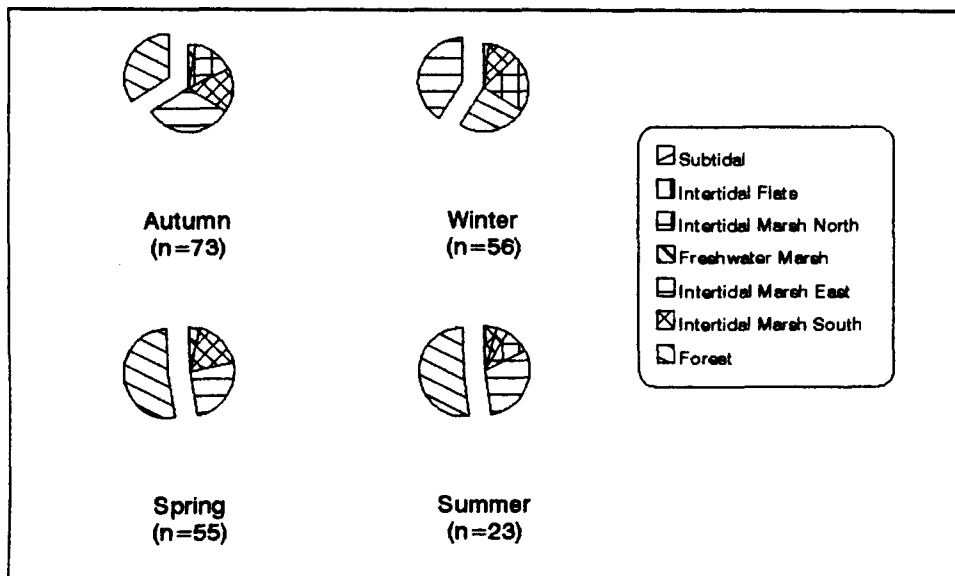 Autumn
(n=73)
Winter
(n=56)
Spring
(n=55)
Summer
(n=23)
Subtidal
Intertidal Flats
Intertidal Marsh North
Freshwater Marsh
Intertidal Marsh East
Intertidal Marsh South
Forest